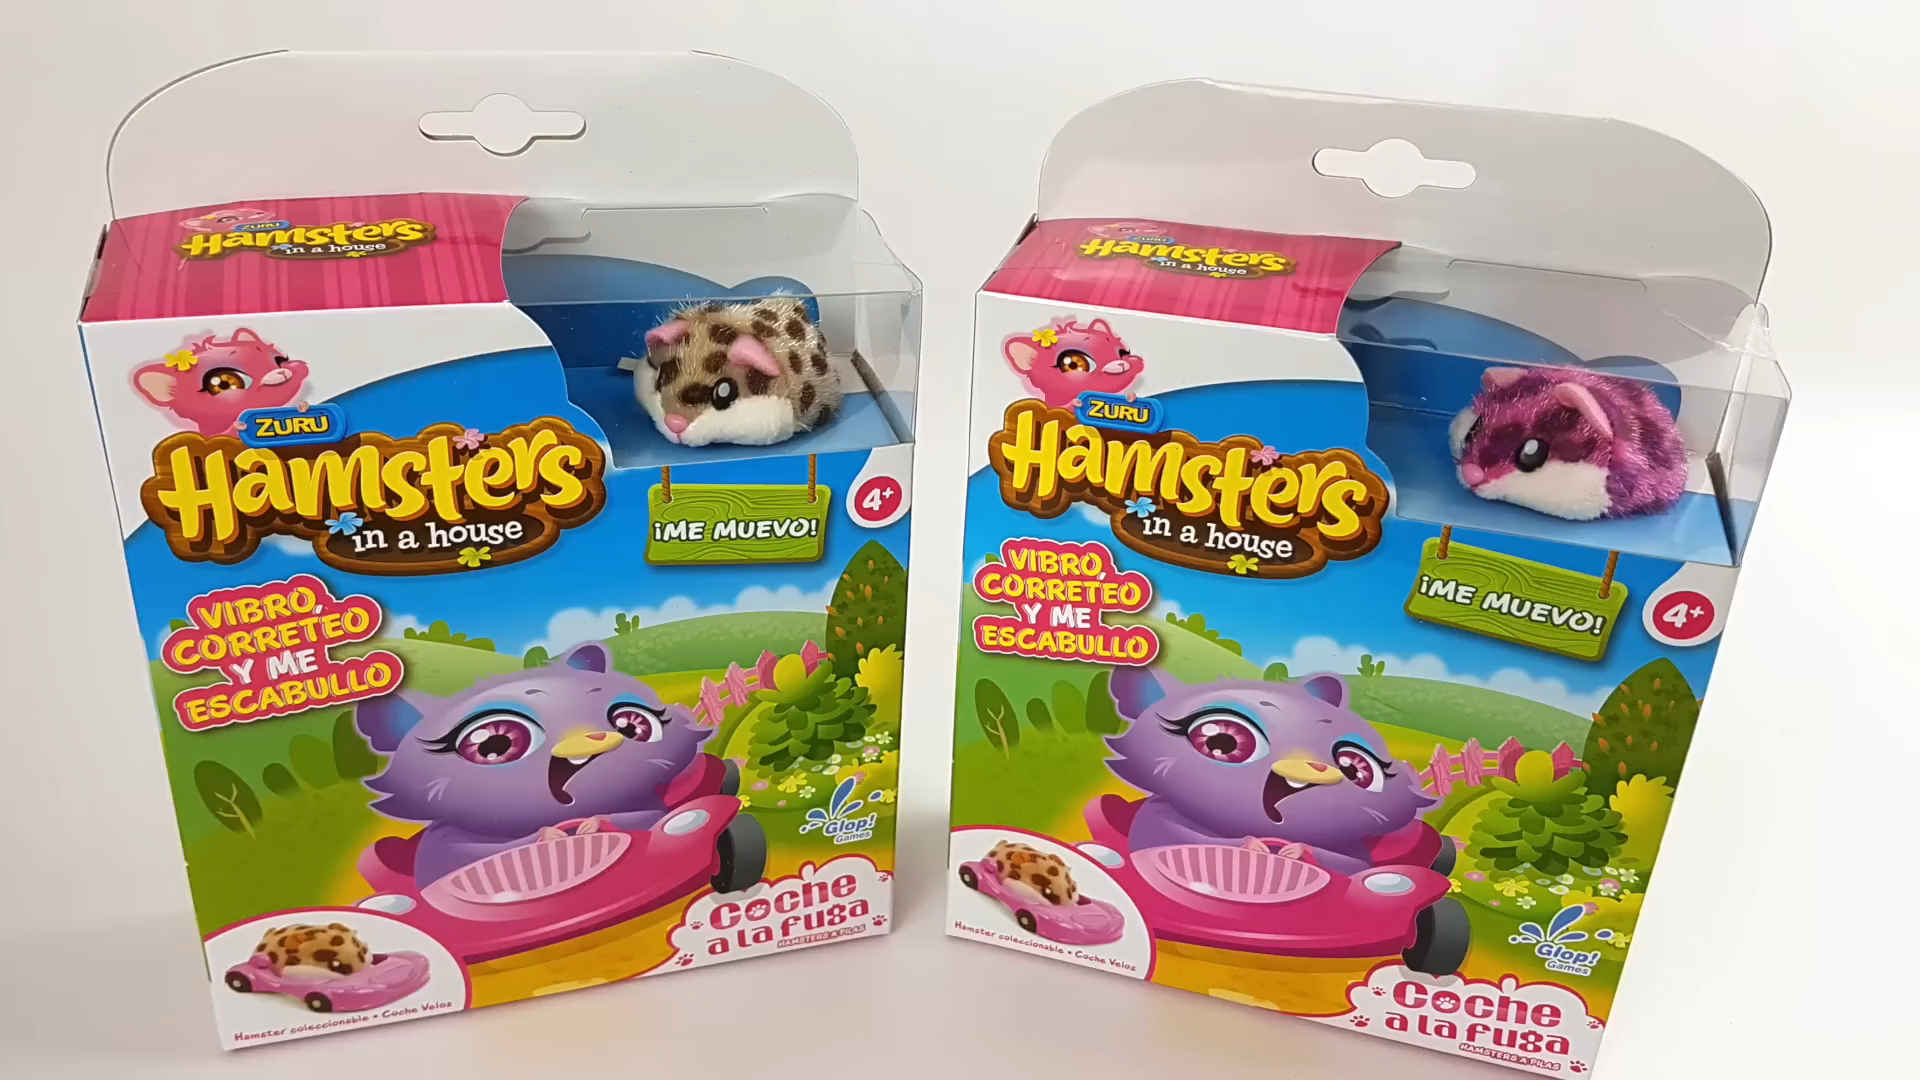 ZURU
Hamsters
in a house
ZURU
Hamsters
in a house
¡ME MUEVO!
4+
VIBRO,
CORRETEO
Y ME
ESCABULLO
Glop!
Games
Coche
a la fuga
HAMSTERS A PILAS
Hamster coleccionable + Coche Veloz
ZURU
Hamsters
in a house
ZURU
Hamsters
in a house
¡ME MUEVO!
4+
VIBRO,
CORRETEO
Y ME
ESCABULLO
Glop!
Games
Hamster coleccionable + Coche Veloz
Coche
a la fuga
HAMSTERS A PILAS